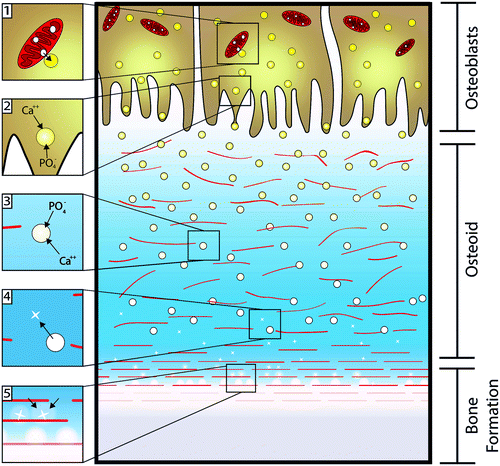 1
2
Ca⁺⁺
PO₄
3
PO₄
Ca⁺⁺
4
5
Osteoblasts
Osteoid
Bone
Formation